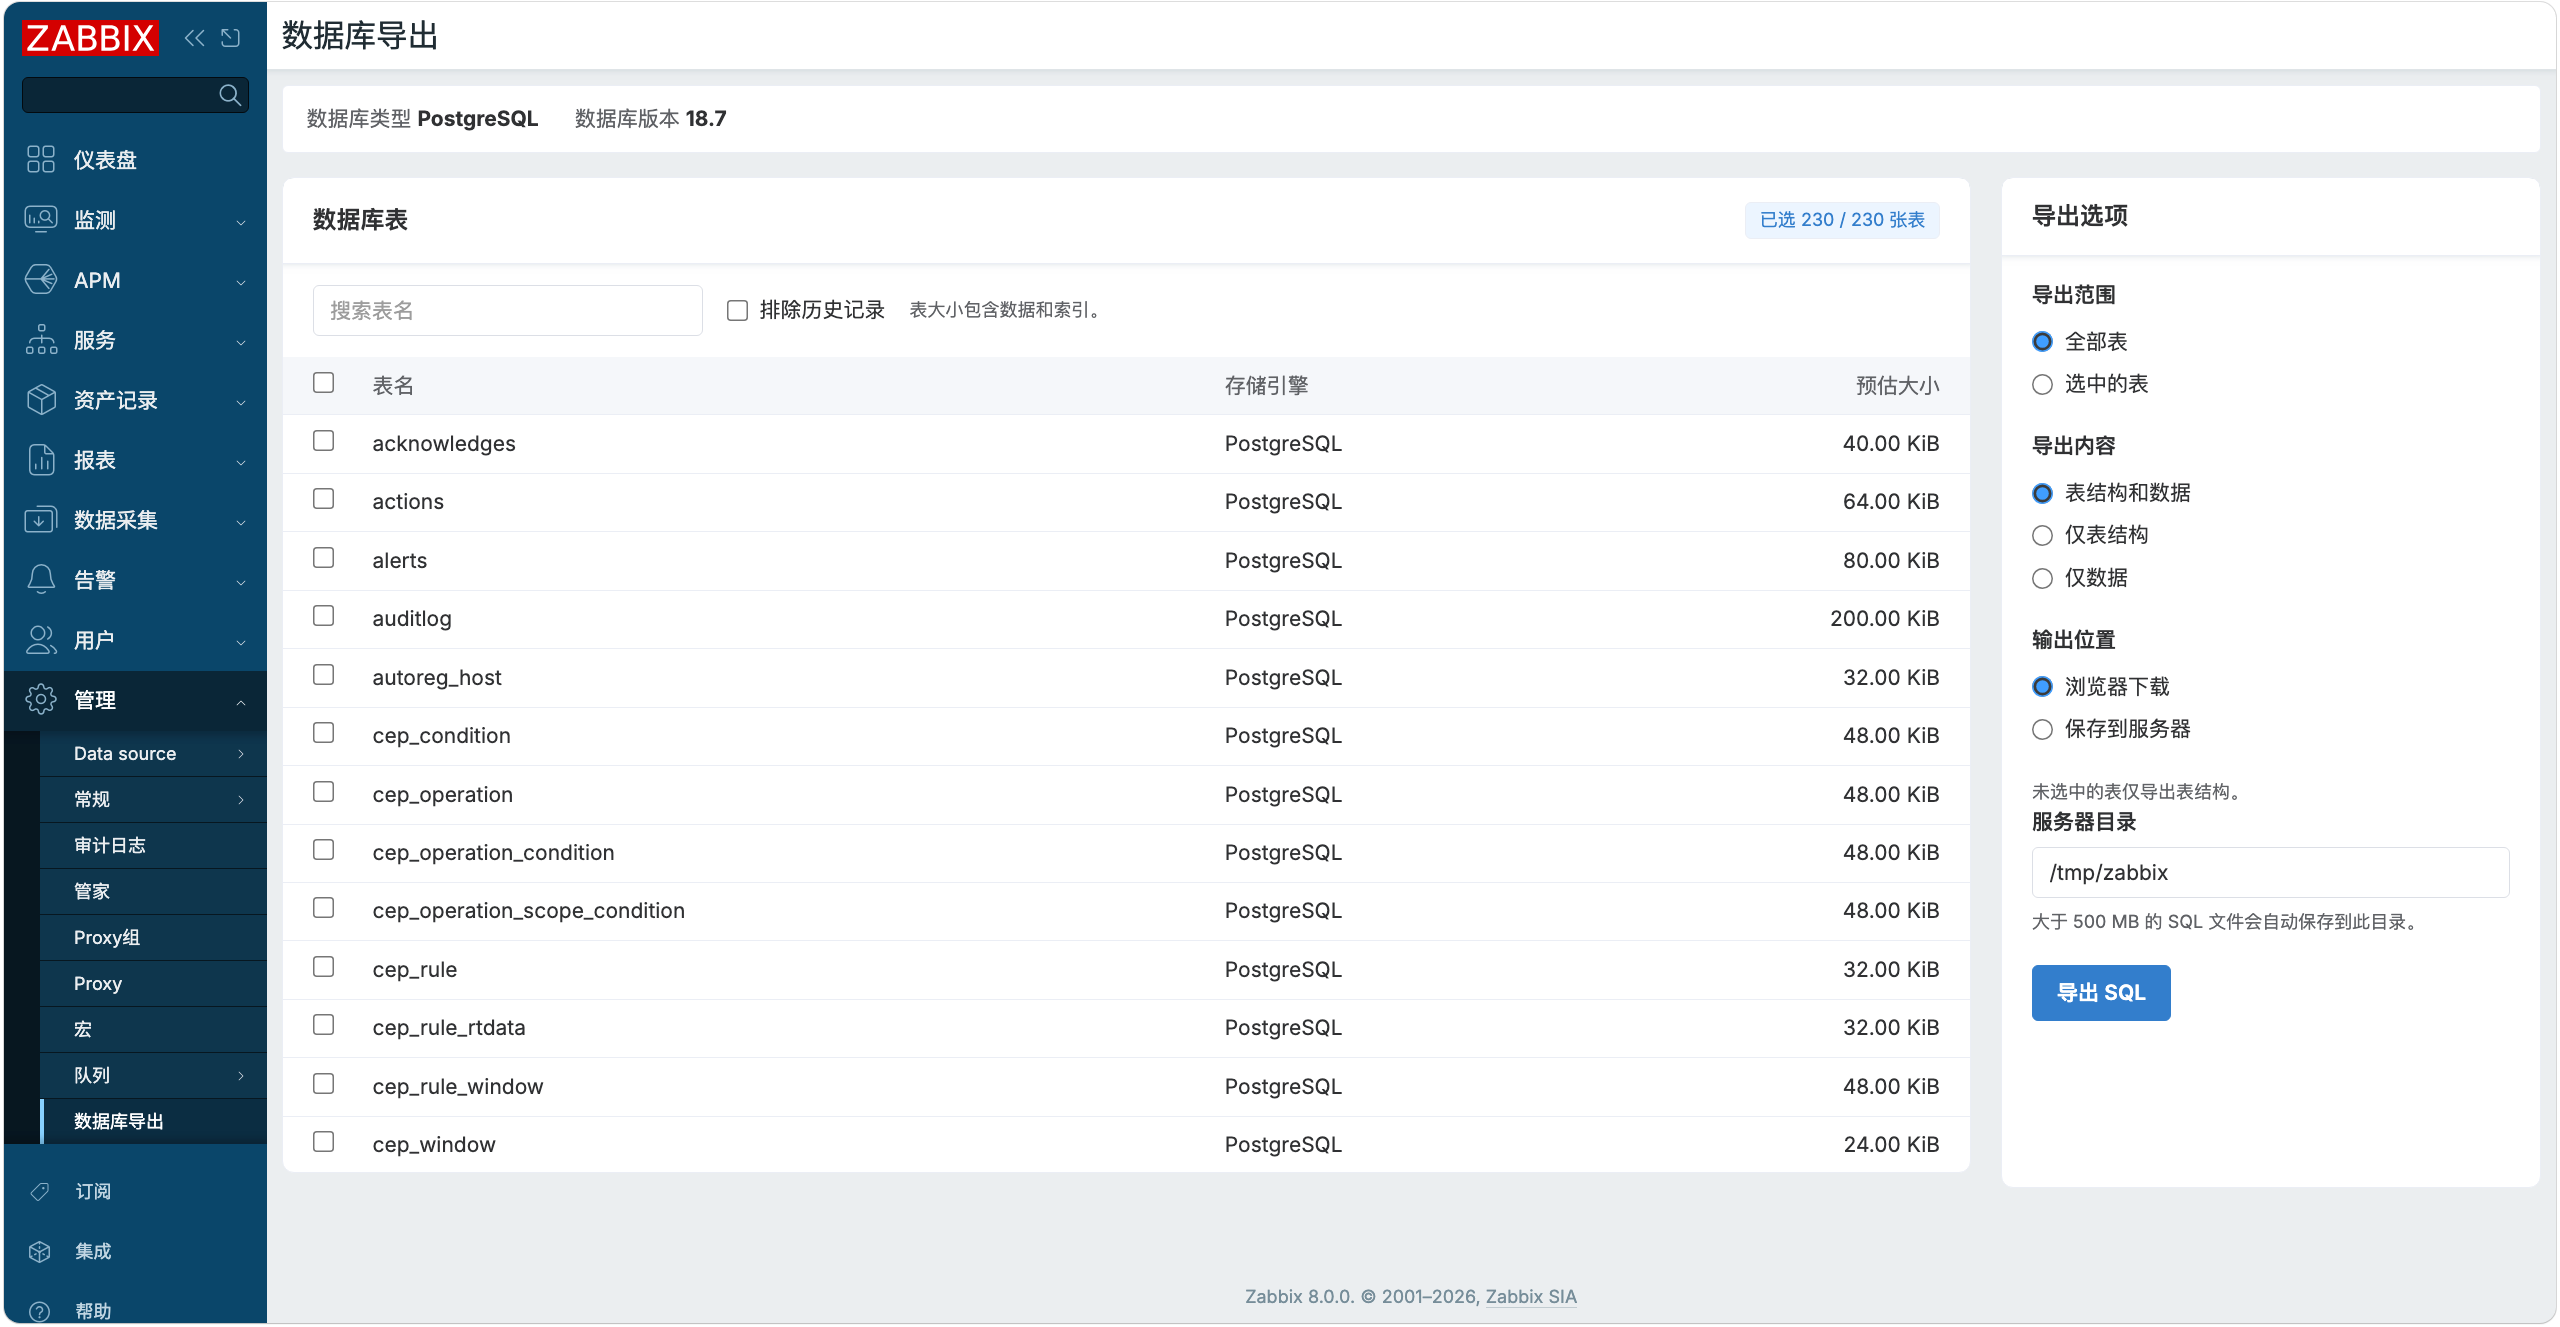 ZABBIX
仪表盘
监测
APM
服务
资产记录
报表
数据采集
告警
用户
管理
Data source
常规
审计日志
管家
Proxy组
Proxy
宏
队列
数据库导出
订阅
集成
帮助
数据库导出
数据库类型 PostgreSQL 数据库版本 18.7
数据库表
已选 230 / 230 张表
搜索表名
排除历史记录
表大小包含数据和索引。
表名 存储引擎 预估大小
acknowledges PostgreSQL 40.00 KiB
actions PostgreSQL 64.00 KiB
alerts PostgreSQL 80.00 KiB
auditlog PostgreSQL 200.00 KiB
autoreg_host PostgreSQL 32.00 KiB
cep_condition PostgreSQL 48.00 KiB
cep_operation PostgreSQL 48.00 KiB
cep_operation_condition PostgreSQL 48.00 KiB
cep_operation_scope_condition PostgreSQL 48.00 KiB
cep_rule PostgreSQL 32.00 KiB
cep_rule_rtdata PostgreSQL 32.00 KiB
cep_rule_window PostgreSQL 48.00 KiB
cep_window PostgreSQL 24.00 KiB
导出选项
导出范围
全部表
选中的表
导出内容
表结构和数据
仅表结构
仅数据
输出位置
浏览器下载
保存到服务器
未选中的表仅导出表结构。
服务器目录
/tmp/zabbix
大于 500 MB 的 SQL 文件会自动保存到此目录。
导出 SQL
Zabbix 8.0.0. © 2001–2026, Zabbix SIA